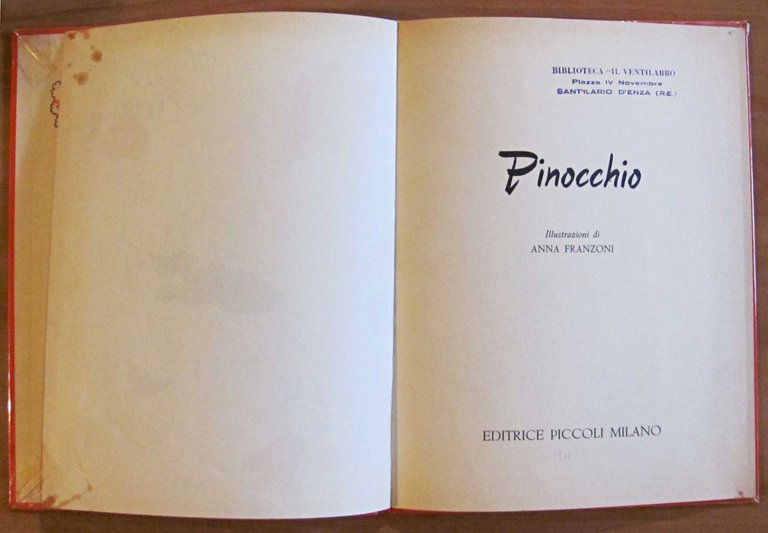 BIBLIOTECA "IL VENTILABRO
Piazza IV Novembre
SANT'ILARIO D'ENZA (R.E.)
Pinocchio
Illustrazioni di
ANNA FRANZONI
EDITRICE PICCOLI MILANO